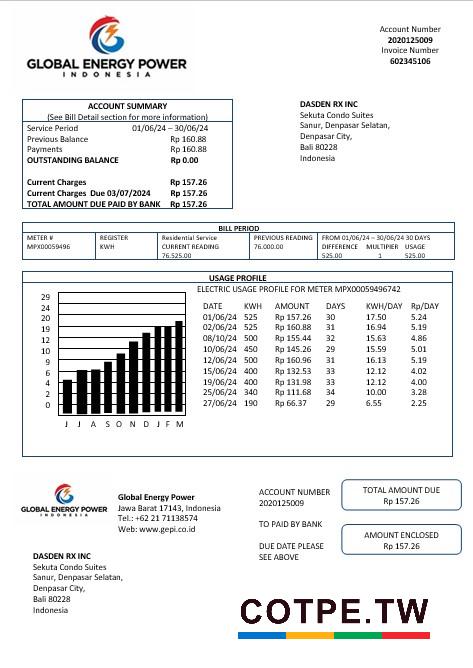 GLOBAL ENERGY POWER
INDONESIA
Account Number
2020125009
Invoice Number
602345106
ACCOUNT SUMMARY
(See Bill Detail section for more information)
Service Period 01/06/24 – 30/06/24
Previous Balance Rp 160.88
Payments Rp 160.88
OUTSTANDING BALANCE Rp 0.00
Current Charges Rp 157.26
Current Charges Due 03/07/2024 Rp 157.26
TOTAL AMOUNT DUE PAID BY BANK Rp 157.26
DASDEN RX INC
Sekuta Condo Suites
Sanur, Denpasar Selatan,
Denpasar City,
Bali 80228
Indonesia
BILL PERIOD
METER # REGISTER Residential Service PREVIOUS READING FROM 01/06/24 – 30/06/24 30 DAYS
MPX00059496 KWH CURRENT READING 76.000.00 DIFFERENCE MULTIPIER USAGE
76.525.00 525.00 1 525.00
USAGE PROFILE
ELECTRIC USAGE PROFILE FOR METER MPX00059496742
29
29
20
20
18
16
12
9
6
4
0
J J A S O N D J F M
DATE KWH AMOUNT DAYS KWH/DAY Rp/DAY
01/06/24 525 Rp 157.26 30 17.50 5.24
02/06/24 525 Rp 160.88 31 16.94 5.19
08/10/24 500 Rp 155.44 32 15.63 4.86
10/06/24 450 Rp 145.26 29 15.59 5.01
12/06/24 500 Rp 160.96 31 16.13 5.19
15/06/24 400 Rp 132.53 33 12.12 4.02
19/06/24 400 Rp 131.98 33 12.12 4.00
25/06/24 340 Rp 111.68 34 10.00 3.28
27/06/24 190 Rp 66.37 29 6.55 2.25
GLOBAL ENERGY POWER
INDONESIA
Global Energy Power
Jawa Barat 17143, Indonesia
Tel.: +62 21 71138574
Web: www.gepi.co.id
ACCOUNT NUMBER
2020125009
TO PAID BY BANK
DUE DATE PLEASE
SEE ABOVE
TOTAL AMOUNT DUE
Rp 157.26
AMOUNT ENCLOSED
Rp 157.26
DASDEN RX INC
Sekuta Condo Suites
Sanur, Denpasar Selatan,
Denpasar City,
Bali 80228
Indonesia
COTPE.TW